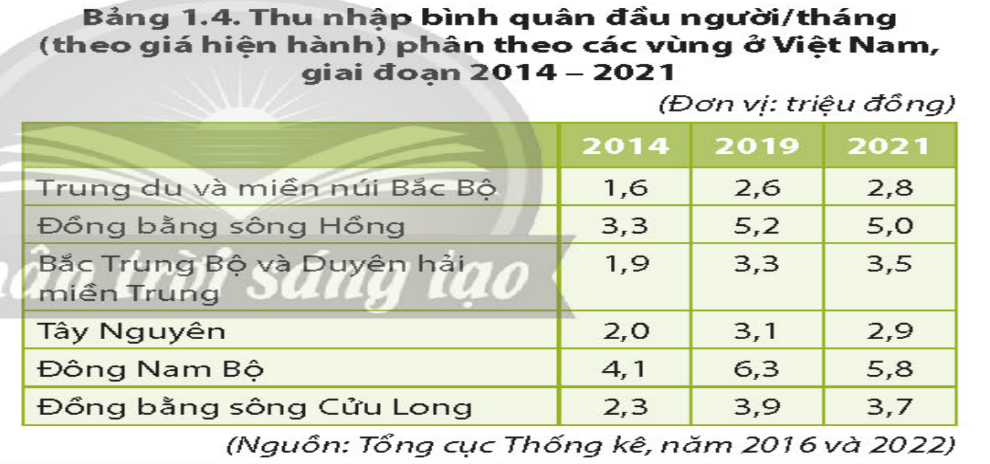 Bảng 1.4. Thu nhập bình quân đầu người/tháng
(theo giá hiện hành) phân theo các vùng ở Việt Nam,
giai đoạn 2014 – 2021
(Đơn vị: triệu đồng)
2014 2019 2021
Trung du và miền núi Bắc Bộ 1,6 2,6 2,8
Đồng bằng sông Hồng 3,3 5,2 5,0
Bắc Trung Bộ và Duyên hải 1,9 3,3 3,5
miền Trung
Tây Nguyên 2,0 3,1 2,9
Đông Nam Bộ 4,1 6,3 5,8
Đồng bằng sông Cửu Long 2,3 3,9 3,7
(Nguồn: Tổng cục Thống kê, năm 2016 và 2022)
trời sáng tạo